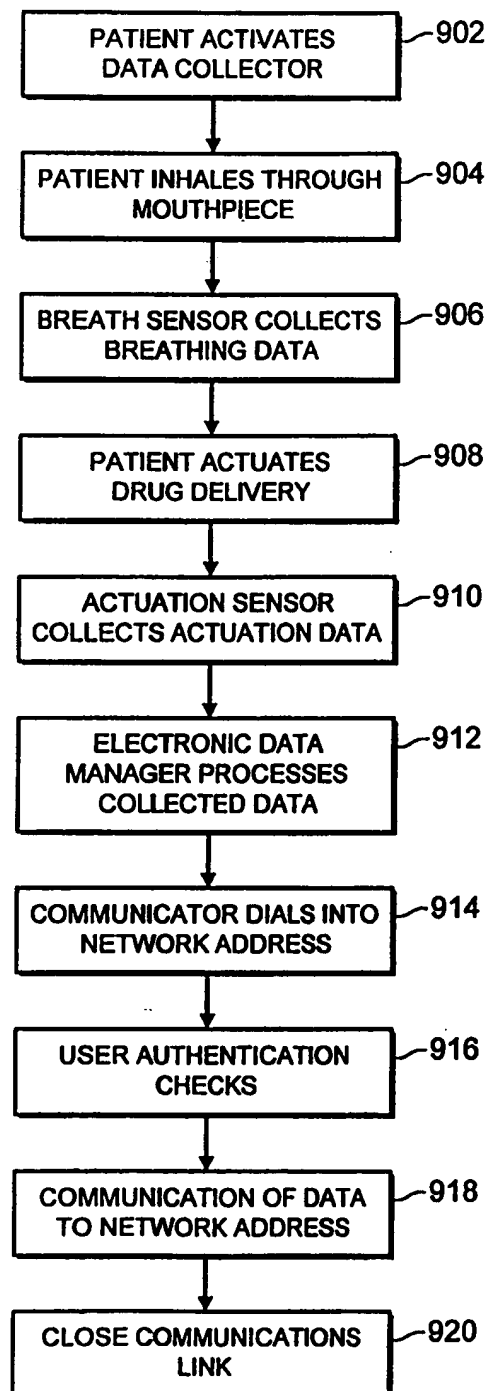 PATIENT ACTIVATES
DATA COLLECTOR
902
PATIENT INHALES THROUGH
MOUTHPIECE
904
BREATH SENSOR COLLECTS
BREATHING DATA
906
PATIENT ACTUATES
DRUG DELIVERY
908
ACTUATION SENSOR
COLLECTS ACTUATION DATA
910
ELECTRONIC DATA
MANAGER PROCESSES
COLLECTED DATA
912
COMMUNICATOR DIALS INTO
NETWORK ADDRESS
914
USER AUTHENTICATION
CHECKS
916
COMMUNICATION OF DATA
TO NETWORK ADDRESS
918
CLOSE COMMUNICATIONS
LINK
920